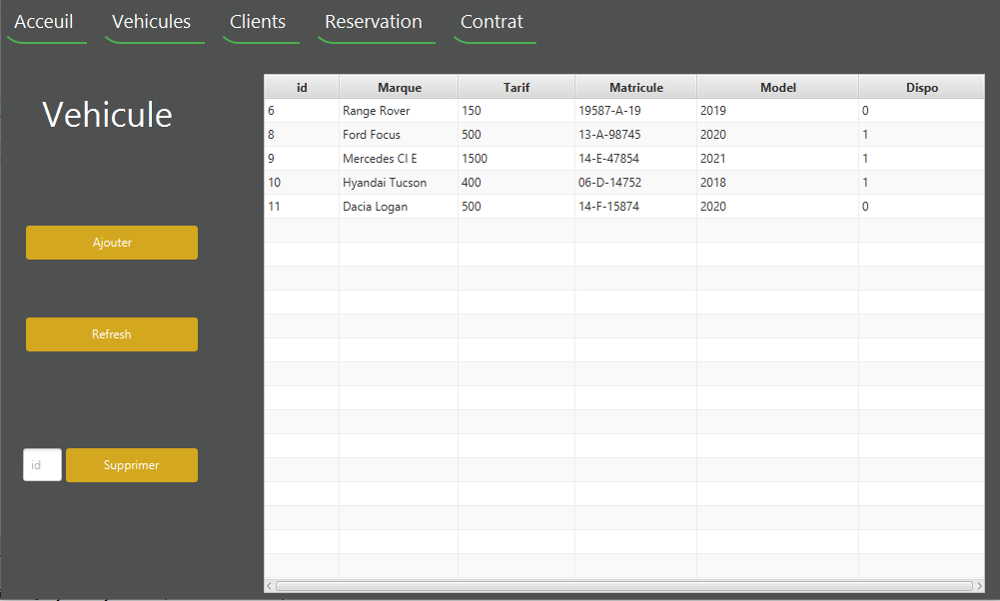 Acceuil Vehicules Clients Reservation Contrat
Vehicule
Ajouter
Refresh
id Supprimer
id Marque Tarif Matricule Model Dispo
6 Range Rover 150 19587-A-19 2019 0
8 Ford Focus 500 13-A-98745 2020 1
9 Mercedes Cl E 1500 14-E-47854 2021 1
10 Hyandai Tucson 400 06-D-14752 2018 1
11 Dacia Logan 500 14-F-15874 2020 0